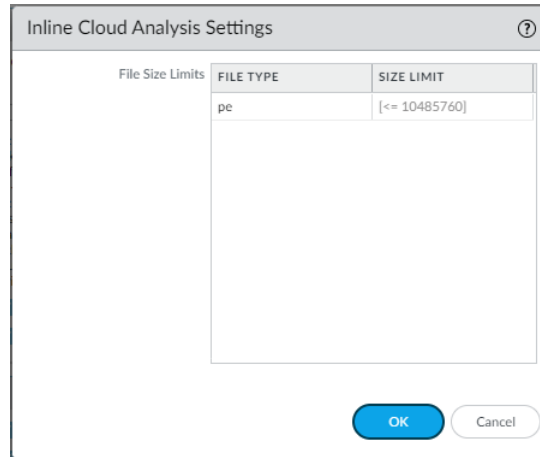 Inline Cloud Analysis Settings
File Size Limits
FILE TYPE SIZE LIMIT
pe [<= 10485760]
OK Cancel